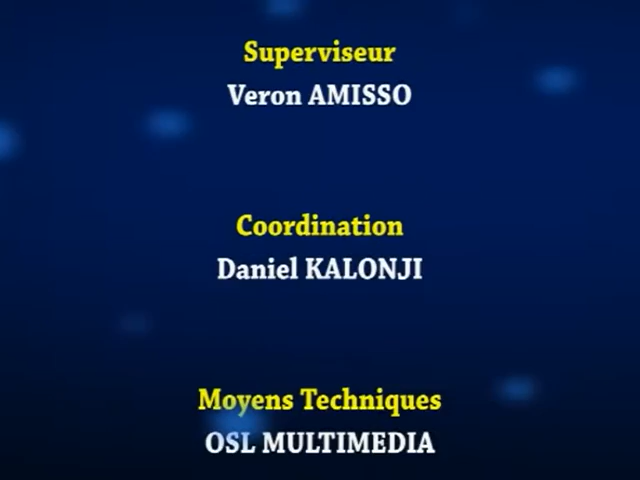 Superviseur
Veron AMISSO
Coordination
Daniel KALONJI
Moyens Techniques
OSL MULTIMEDIA